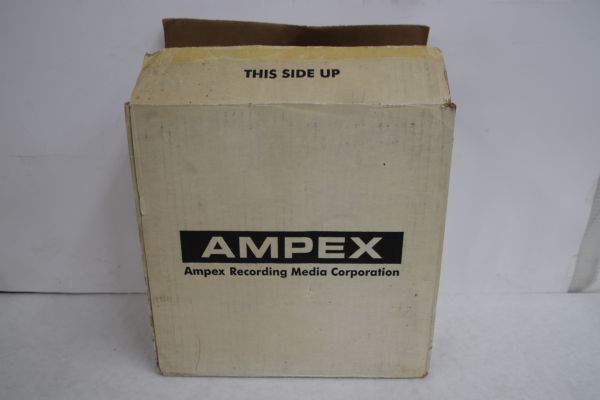 THIS SIDE UP
AMPEX
Ampex Recording Media Corporation